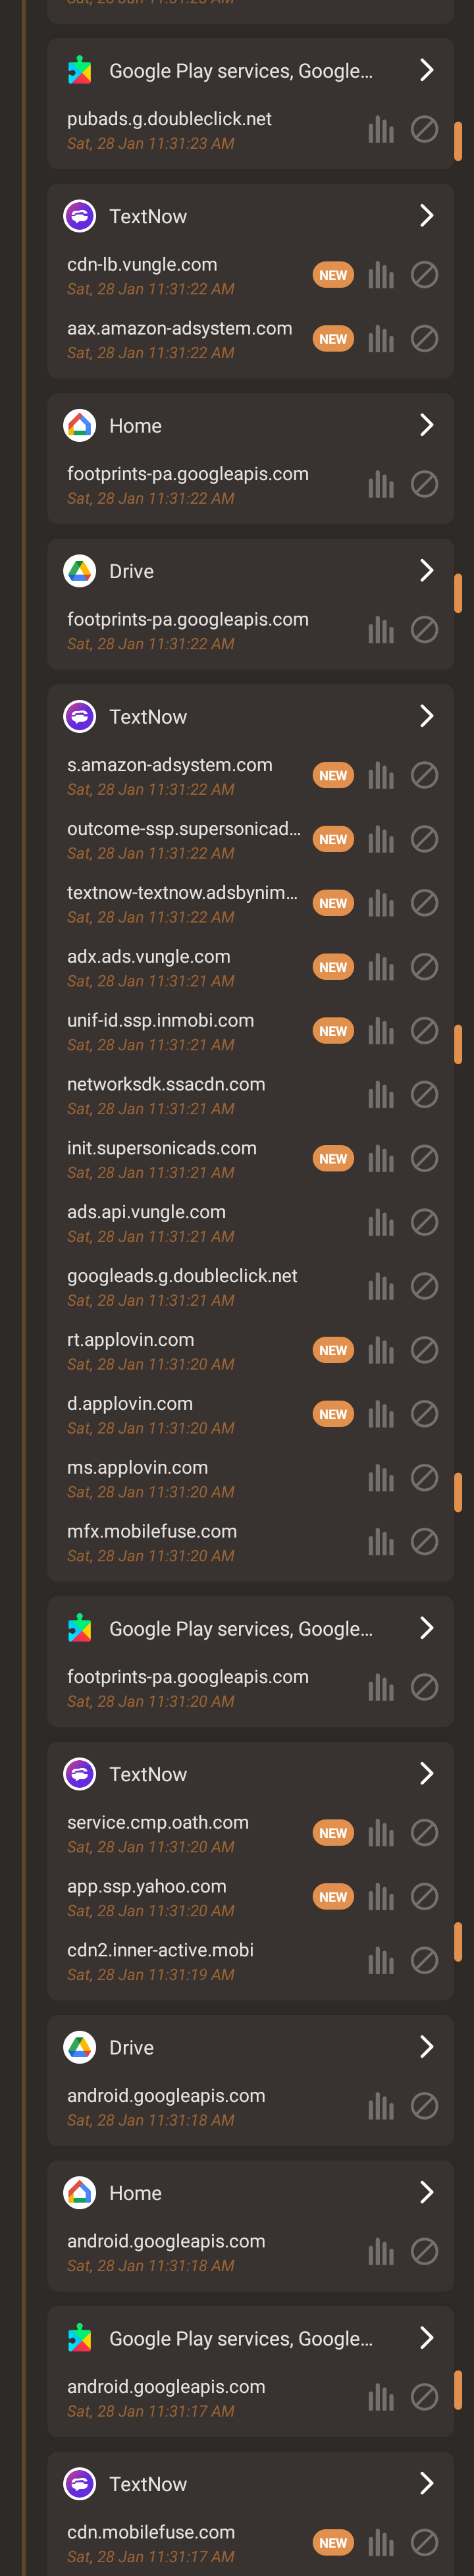 Sat, 28 Jan 11:31:23 AM
Google Play services, Google...
pubads.g.doubleclick.net
Sat, 28 Jan 11:31:23 AM
TextNow
cdn-lb.vungle.com
NEW
Sat, 28 Jan 11:31:22 AM
aax.amazon-adsystem.com
NEW
Sat, 28 Jan 11:31:22 AM
Home
footprints-pa.googleapis.com
Sat, 28 Jan 11:31:22 AM
Drive
footprints-pa.googleapis.com
Sat, 28 Jan 11:31:22 AM
TextNow
s.amazon-adsystem.com
NEW
Sat, 28 Jan 11:31:22 AM
outcome-ssp.supersonicad...
NEW
Sat, 28 Jan 11:31:22 AM
textnow-textnow.adsbynim...
NEW
Sat, 28 Jan 11:31:22 AM
adx.ads.vungle.com
NEW
Sat, 28 Jan 11:31:21 AM
unif-id.ssp.inmobi.com
NEW
Sat, 28 Jan 11:31:21 AM
networksdk.ssacdn.com
Sat, 28 Jan 11:31:21 AM
init.supersonicads.com
NEW
Sat, 28 Jan 11:31:21 AM
ads.api.vungle.com
Sat, 28 Jan 11:31:21 AM
googleads.g.doubleclick.net
Sat, 28 Jan 11:31:21 AM
rt.applovin.com
NEW
Sat, 28 Jan 11:31:20 AM
d.applovin.com
NEW
Sat, 28 Jan 11:31:20 AM
ms.applovin.com
Sat, 28 Jan 11:31:20 AM
mfx.mobilefuse.com
Sat, 28 Jan 11:31:20 AM
Google Play services, Google...
footprints-pa.googleapis.com
Sat, 28 Jan 11:31:20 AM
TextNow
service.cmp.oath.com
NEW
Sat, 28 Jan 11:31:20 AM
app.ssp.yahoo.com
NEW
Sat, 28 Jan 11:31:20 AM
cdn2.inner-active.mobi
Sat, 28 Jan 11:31:19 AM
Drive
android.googleapis.com
Sat, 28 Jan 11:31:18 AM
Home
android.googleapis.com
Sat, 28 Jan 11:31:18 AM
Google Play services, Google...
android.googleapis.com
Sat, 28 Jan 11:31:17 AM
TextNow
cdn.mobilefuse.com
NEW
Sat, 28 Jan 11:31:17 AM